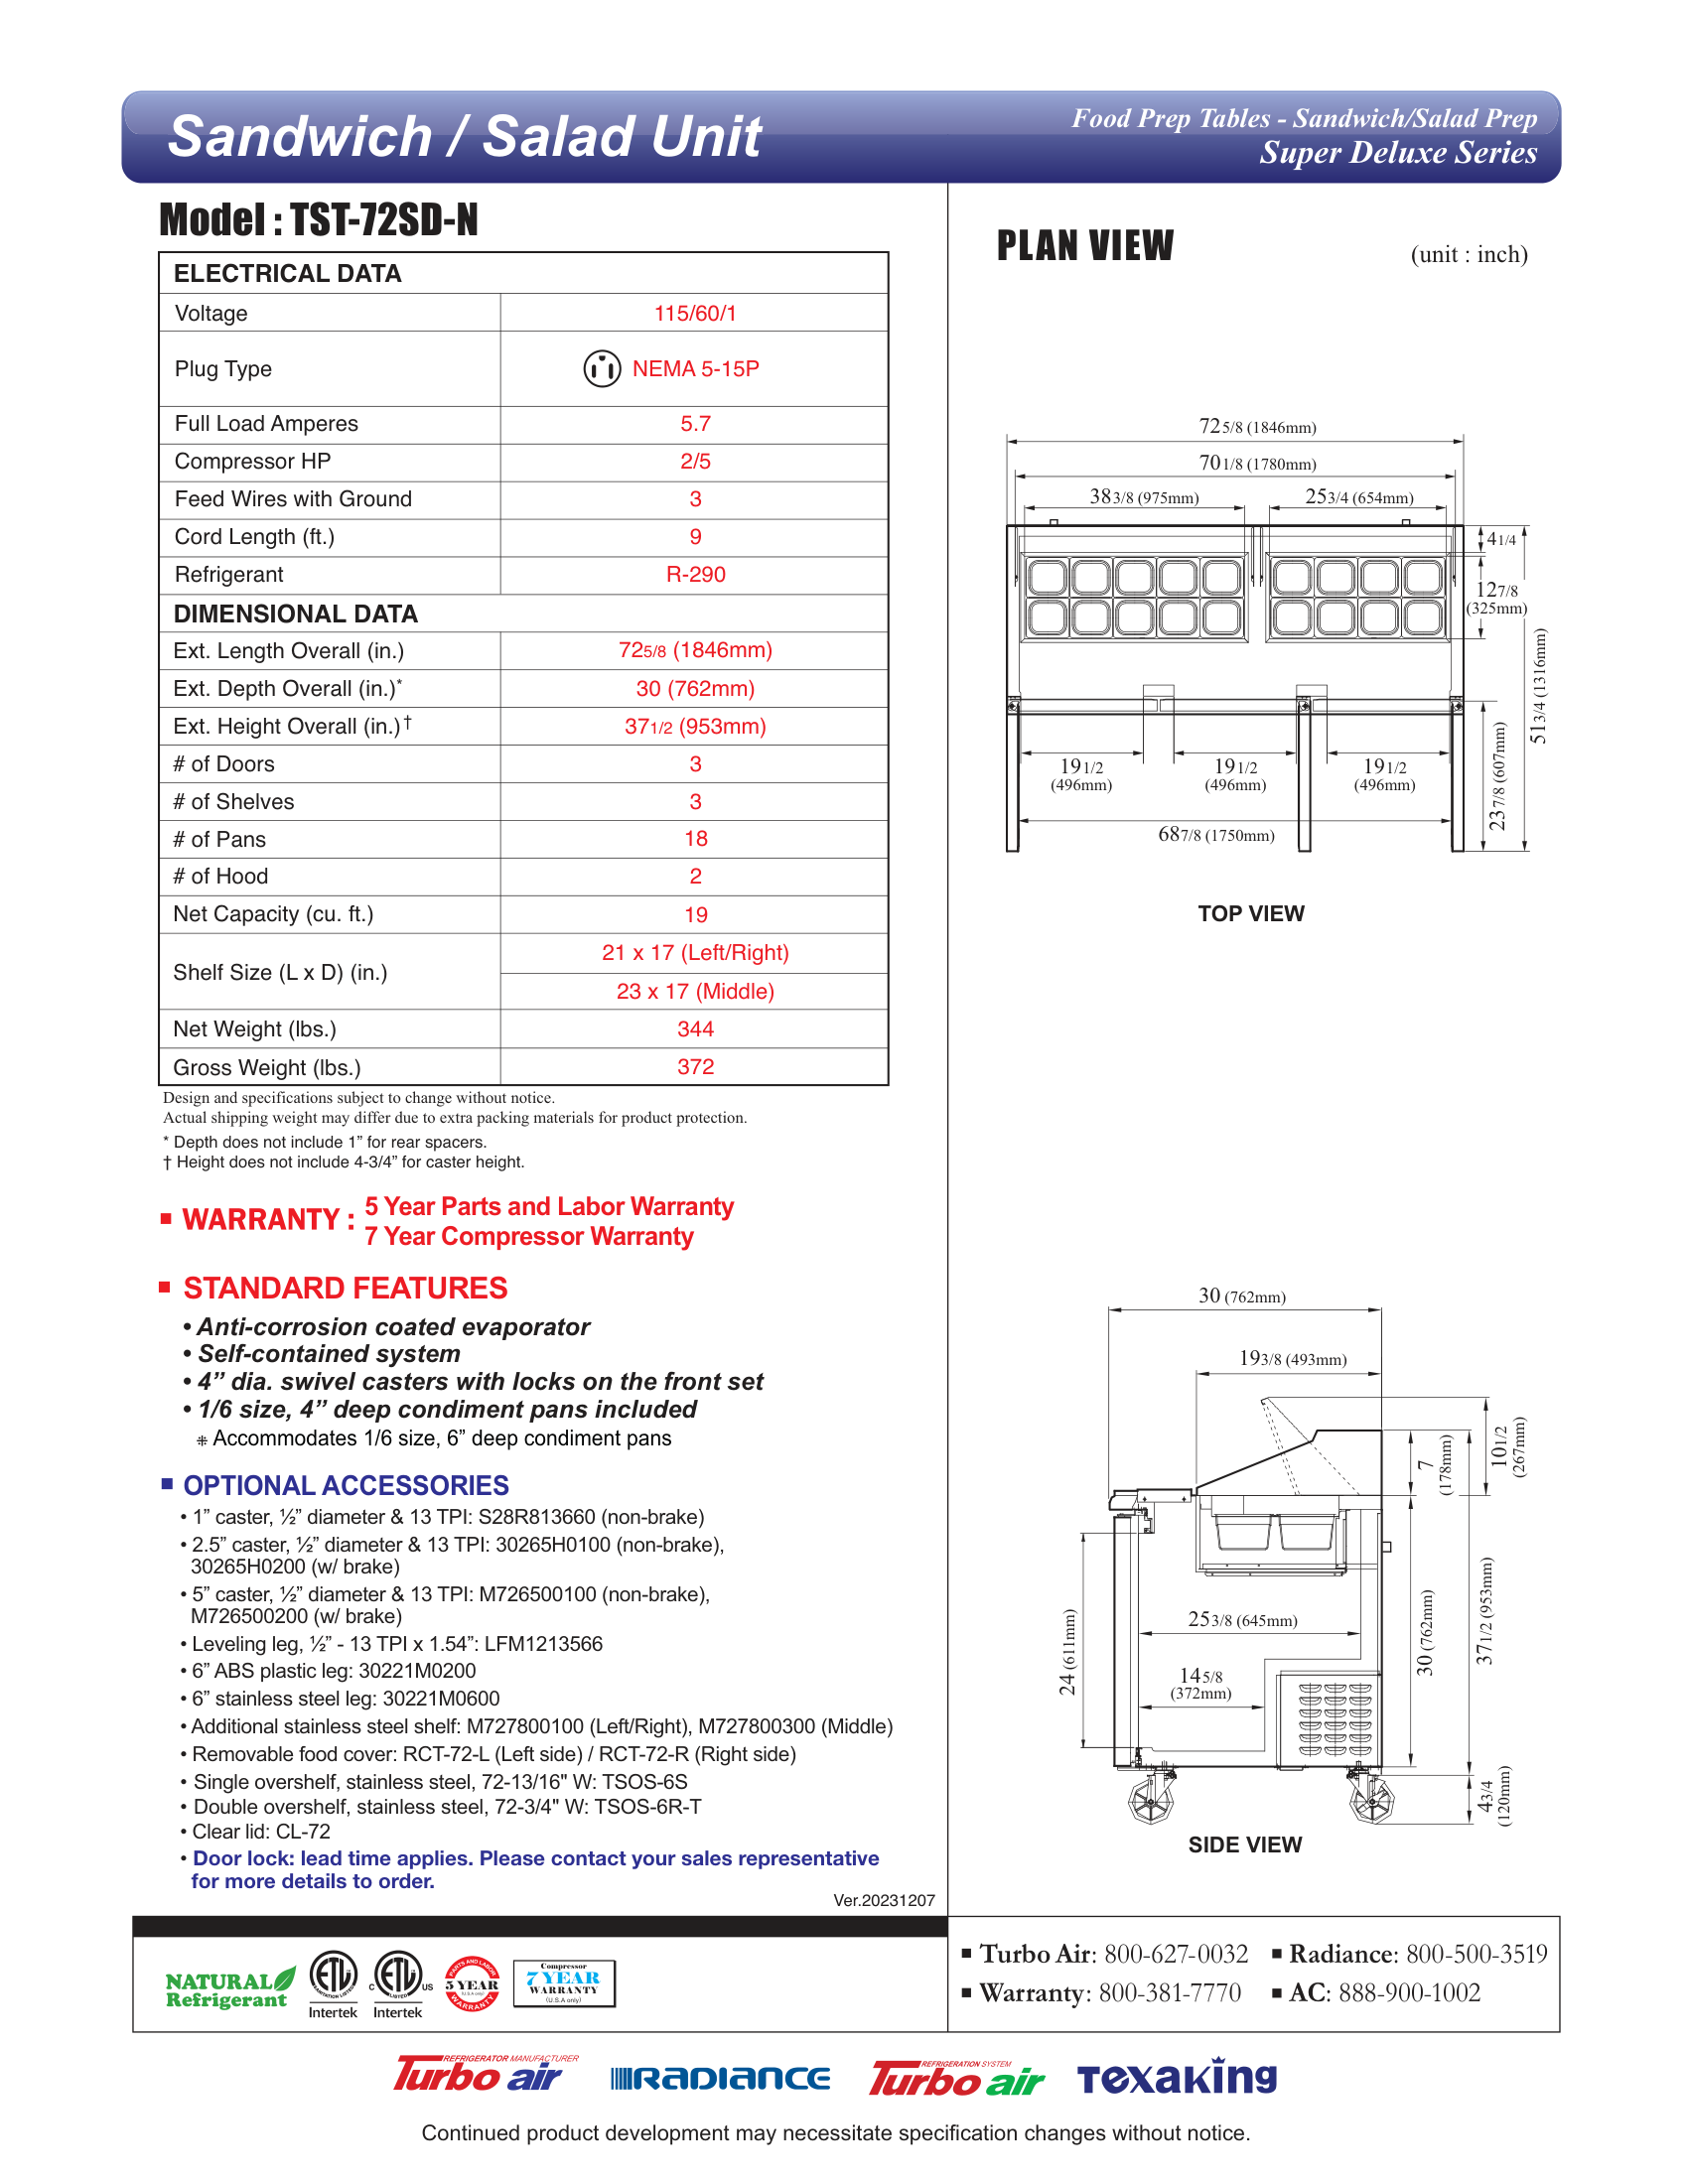 Sandwich / Salad Unit
Food Prep Tables - Sandwich/Salad Prep
Super Deluxe Series
Model : TST-72SD-N
ELECTRICAL DATA
Voltage 115/60/1
Plug Type NEMA 5-15P
Full Load Amperes 5.7
Compressor HP 2/5
Feed Wires with Ground 3
Cord Length (ft.) 9
Refrigerant R-290
DIMENSIONAL DATA
Ext. Length Overall (in.) 72 5/8 (1846mm)
Ext. Depth Overall (in.)* 30 (762mm)
Ext. Height Overall (in.)† 37 1/2 (953mm)
# of Doors 3
# of Shelves 3
# of Pans 18
# of Hood 2
Net Capacity (cu. ft.) 19
Shelf Size (L x D) (in.) 21 x 17 (Left/Right)
23 x 17 (Middle)
Net Weight (lbs.) 344
Gross Weight (lbs.) 372
Design and specifications subject to change without notice.
Actual shipping weight may differ due to extra packing materials for product protection.
* Depth does not include 1” for rear spacers.
† Height does not include 4-3/4” for caster height.
■ WARRANTY : 5 Year Parts and Labor Warranty
7 Year Compressor Warranty
■ STANDARD FEATURES
• Anti-corrosion coated evaporator
• Self-contained system
• 4” dia. swivel casters with locks on the front set
• 1/6 size, 4” deep condiment pans included
⁜ Accommodates 1/6 size, 6” deep condiment pans
■ OPTIONAL ACCESSORIES
• 1” caster, ½” diameter & 13 TPI: S28R813660 (non-brake)
• 2.5” caster, ½” diameter & 13 TPI: 30265H0100 (non-brake),
30265H0200 (w/ brake)
• 5” caster, ½” diameter & 13 TPI: M726500100 (non-brake),
M726500200 (w/ brake)
• Leveling leg, ½” - 13 TPI x 1.54”: LFM1213566
• 6” ABS plastic leg: 30221M0200
• 6” stainless steel leg: 30221M0600
• Additional stainless steel shelf: M727800100 (Left/Right), M727800300 (Middle)
• Removable food cover: RCT-72-L (Left side) / RCT-72-R (Right side)
• Single overshelf, stainless steel, 72-13/16" W: TSOS-6S
• Double overshelf, stainless steel, 72-3/4" W: TSOS-6R-T
• Clear lid: CL-72
• Door lock: lead time applies. Please contact your sales representative
for more details to order.
Ver.20231207
PLAN VIEW
(unit : inch)
72 5/8 (1846mm)
70 1/8 (1780mm)
38 3/8 (975mm)
25 3/4 (654mm)
4 1/4
12 7/8
(325mm)
51 3/4 (1316mm)
23 7/8 (607mm)
19 1/2
(496mm)
19 1/2
(496mm)
19 1/2
(496mm)
68 7/8 (1750mm)
TOP VIEW
30 (762mm)
19 3/8 (493mm)
10 1/2
(267mm)
7
(178mm)
24 (611mm)
25 3/8 (645mm)
14 5/8
(372mm)
30 (762mm)
37 1/2 (953mm)
4 3/4
(120mm)
SIDE VIEW
NATURAL
Refrigerant
ETL
SANITATION LISTED
Intertek
C ETL US
LISTED
Intertek
PARTS AND LABOR
5 YEAR
(U.S.A only)
WARRANTY
Compressor
7 YEAR
WARRANTY
(U.S.A only)
■ Turbo Air: 800-627-0032 ■ Radiance: 800-500-3519
■ Warranty: 800-381-7770 ■ AC: 888-900-1002
REFRIGERATOR MANUFACTURER
Turbo air
RADIANCE
REFRIGERATION SYSTEM
Turbo air
Texaking
Continued product development may necessitate specification changes without notice.